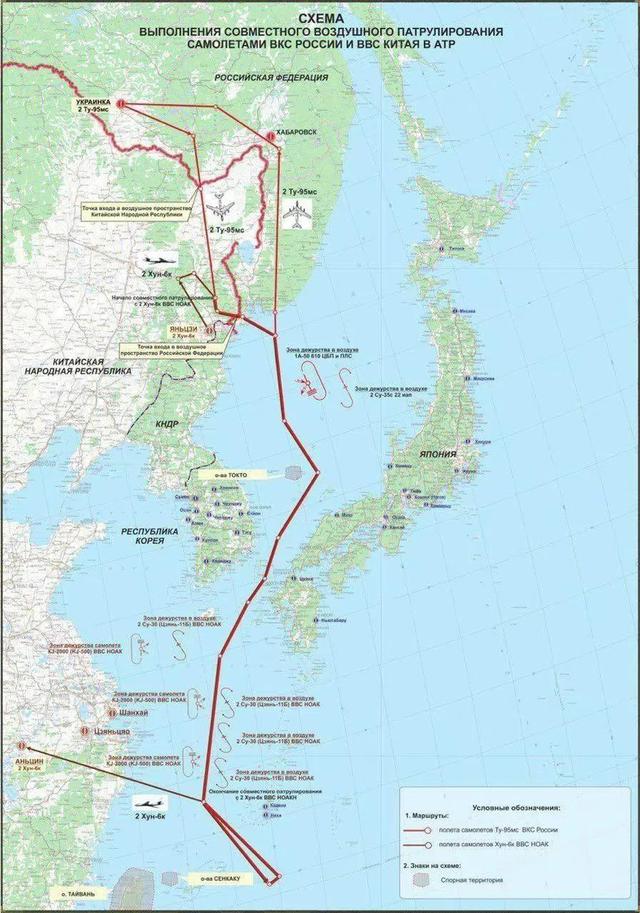 СХЕМА
ВЫПОЛНЕНИЯ СОВМЕСТНОГО ВОЗДУШНОГО ПАТРУЛИРОВАНИЯ
САМОЛЕТАМИ ВКС РОССИИ И ВВС КИТАЯ В АТР
РОССИЙСКАЯ ФЕДЕРАЦИЯ
УКРАИНКА
2 Ту-95мс
ХАБАРОВСК
2 Ту-95мс
Точка входа в воздушное пространство
Китайской Народной Республики
2 Ту-95мс
2 Хун-6к
Начало совместного патрулирования
с 2 Хун-6к ВВС НОАК
ЯНЬЦЗИ
2 Хун-6к
Точка входа в воздушное
пространство Российской Федерации
Зона дежурства в воздухе
1А-50 610 ЦБП и ПЛС
Зона дежурства в воздухе
2 Су-35с 22 иап
КИТАЙСКАЯ
НАРОДНАЯ РЕСПУБЛИКА
КНДР
ЯПОНИЯ
о-ва ТОКТО
РЕСПУБЛИКА
КОРЕЯ
Мисава
Зона дежурства в воздухе
2 Су-30 (Цзянь-11Б) ВВС НОАК
Зона дежурства самолета
KJ-2000 (KJ-500) ВВС НОАК
Зона дежурства самолета
KJ-2000 (KJ-500) ВВС НОАК
Зона дежурства в воздухе
2 Су-30 (Цзянь-11Б) ВВС НОАК
Шанхай
Цзяньцяо
Зона дежурства в воздухе
2 Су-30 (Цзянь-11Б) ВВС НОАК
Зона дежурства самолета
KJ-2000 (KJ-500) ВВС НОАК
АНЬЦИН
2 Хун-6к
Зона дежурства в воздухе
2 Су-30 (Цзянь-11Б) ВВС НОАК
Окончание совместного патрулирования
с 2 Хун-6к ВВС НОАКН
2 Хун-6к
о-ва СЕНКАКУ
о. ТАЙВАНЬ
Условные обозначения:
1. Маршруты:
полета самолетов Ту-95мс ВКС России
полета самолетов Хун-6к ВВС НОАК
2. Знаки на схеме:
Спорная территория